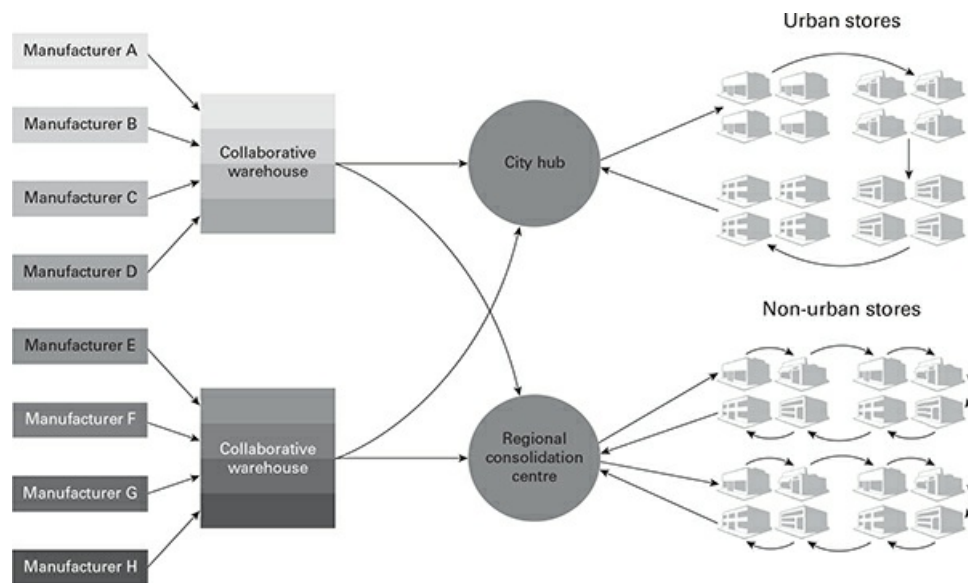 Urban stores
Manufacturer A
Manufacturer B
Manufacturer C
Manufacturer D
Collaborative
warehouse
City hub
Non-urban stores
Manufacturer E
Manufacturer F
Manufacturer G
Manufacturer H
Collaborative
warehouse
Regional
consolidation
centre